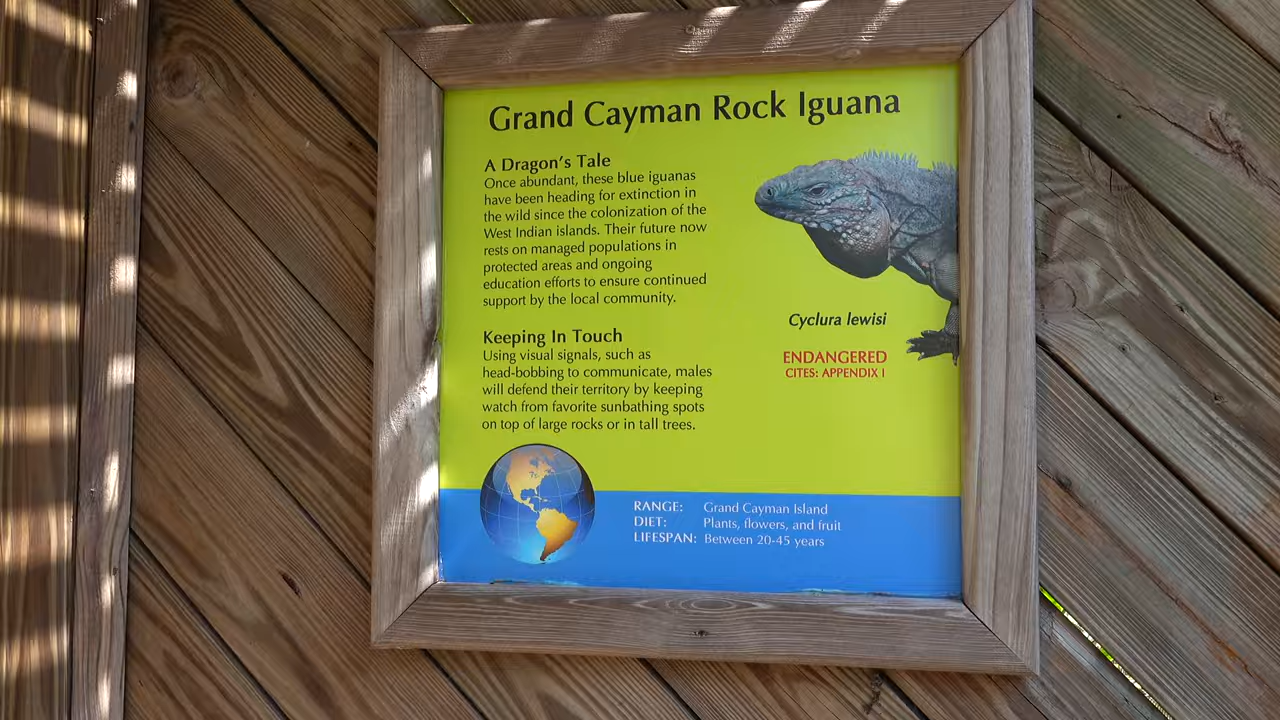 Grand Cayman Rock Iguana
A Dragon's Tale
Once abundant, these blue iguanas
have been heading for extinction in
the wild since the colonization of the
West Indian islands. Their future now
rests on managed populations in
protected areas and ongoing
education efforts to ensure continued
support by the local community.
Keeping In Touch
Using visual signals, such as
head-bobbing to communicate, males
will defend their territory by keeping
watch from favorite sunbathing spots
on top of large rocks or in tall trees.
Cyclura lewisi
ENDANGERED
CITES: APPENDIX I
RANGE: Grand Cayman Island
DIET: Plants, flowers, and fruit
LIFESPAN: Between 20-45 years